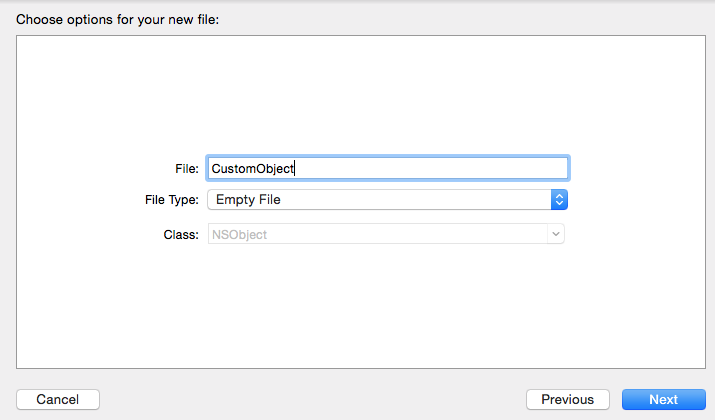 Choose options for your new file:
File: CustomObject
File Type: Empty File
Class: NSObject
Cancel Previous Next